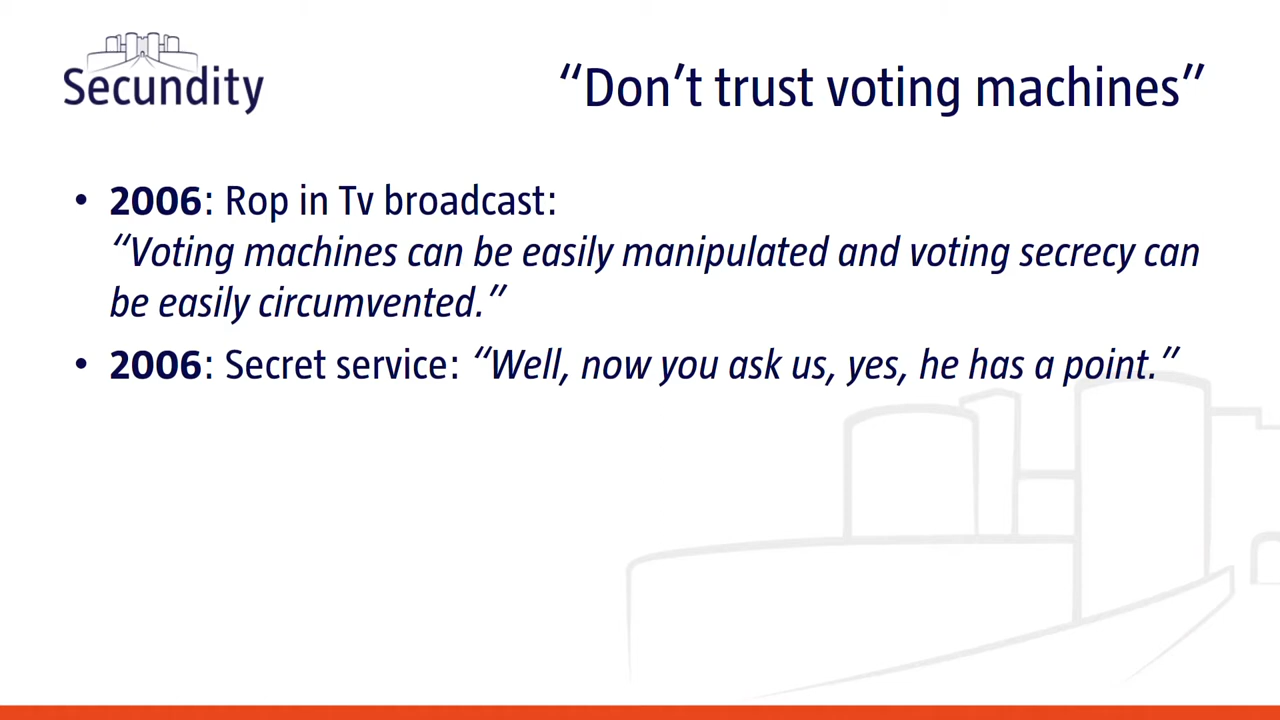 Secundity
“Don’t trust voting machines”
• 2006: Rop in Tv broadcast:
“Voting machines can be easily manipulated and voting secrecy can
be easily circumvented.”
• 2006: Secret service: “Well, now you ask us, yes, he has a point.”